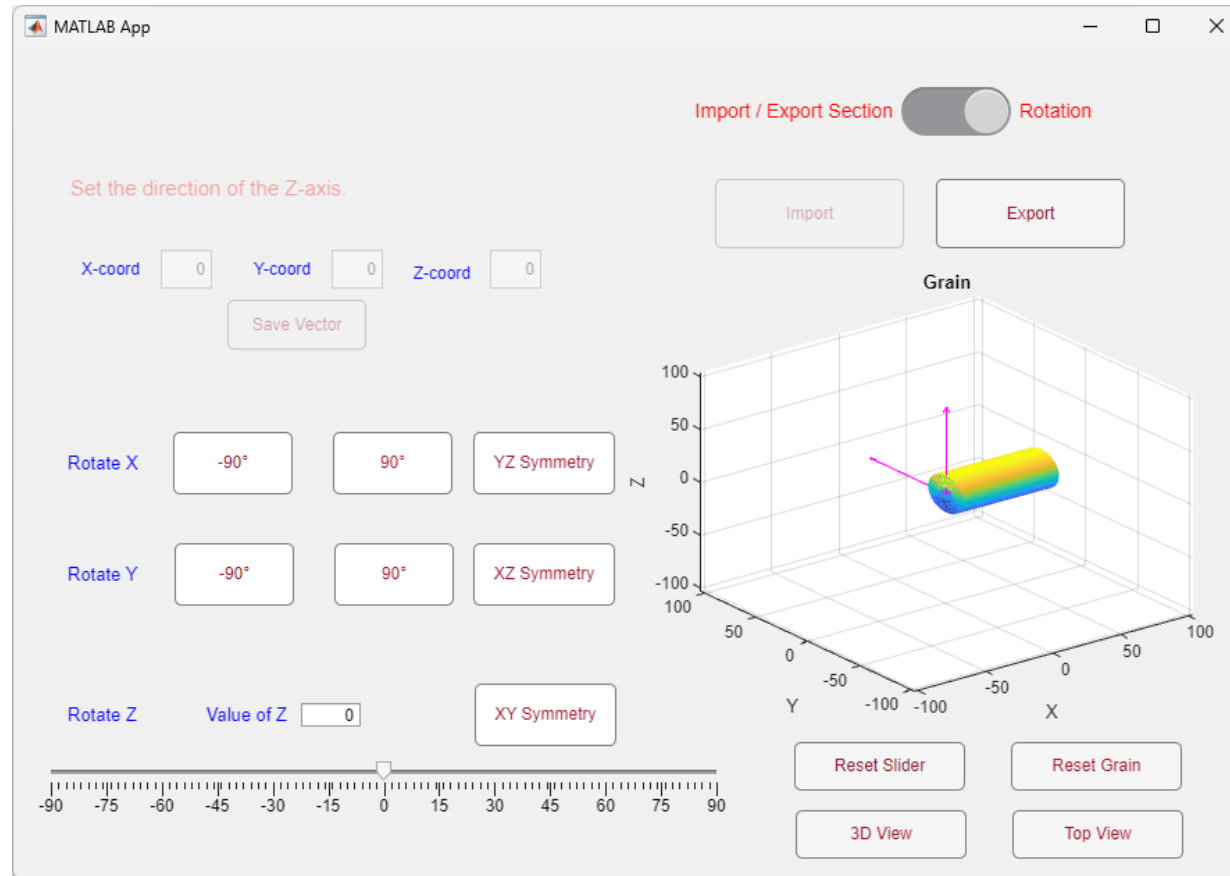 MATLAB App
Import / Export Section Rotation
Set the direction of the Z-axis.
Import Export
X-coord 0 Y-coord 0 Z-coord 0
Save Vector
Grain
100
50
0
-50
-100
Z
100
50
0
-50
-100
Y
-100
-50
0
50
100
X
Rotate X -90° 90° YZ Symmetry
Rotate Y -90° 90° XZ Symmetry
Rotate Z Value of Z 0 XY Symmetry
-90 -75 -60 -45 -30 -15 0 15 30 45 60 75 90
Reset Slider Reset Grain
3D View Top View